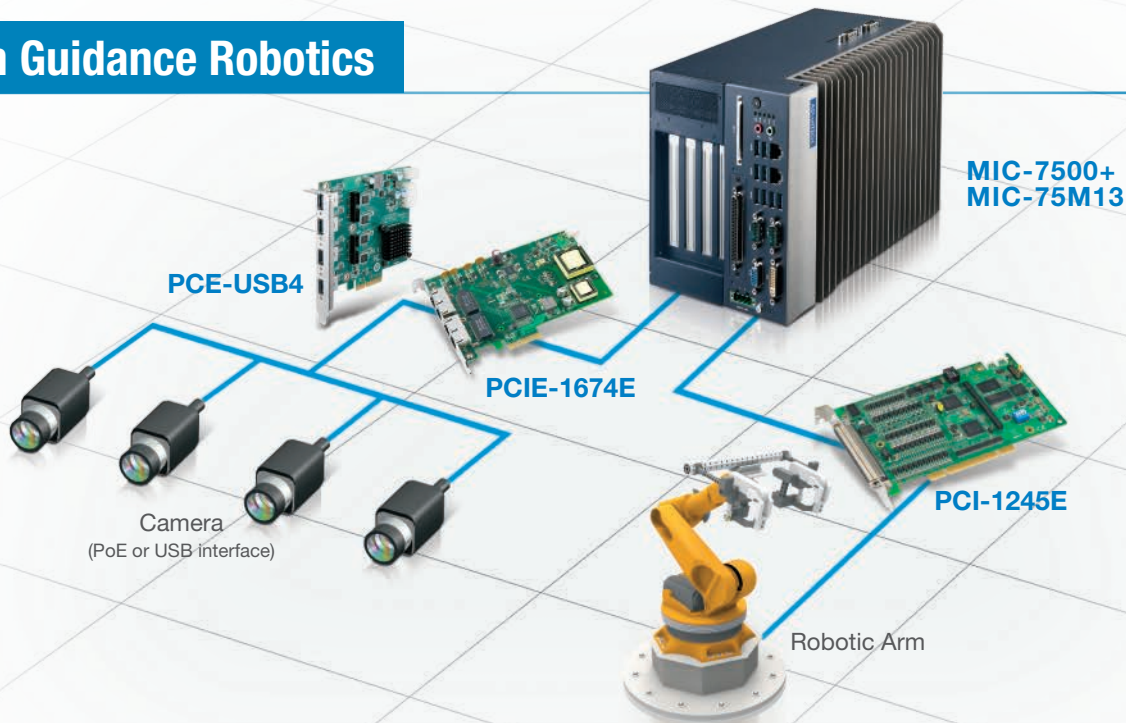 Guidance Robotics
MIC-7500+
MIC-75M13
PCE-USB4
PCIE-1674E
PCI-1245E
Camera
(PoE or USB interface)
Robotic Arm